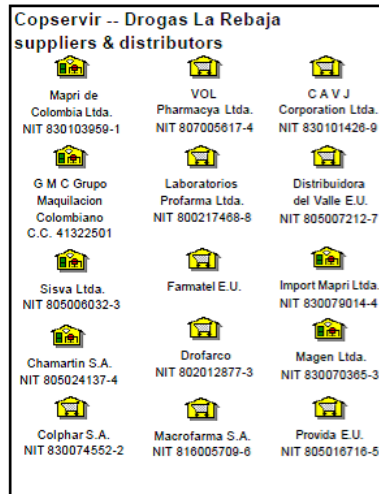 Copservir -- Drogas La Rebaja
suppliers & distributors
Mapri de
Colombia Ltda.
NIT 830103959-1
VOL
Pharmacya Ltda.
NIT 807005617-4
C A V J
Corporation Ltda.
NIT 830101426-9
G M C Grupo
Maquilacion
Colombiano
C.C. 41322501
Laboratorios
Profarma Ltda.
NIT 800217468-8
Distribuidora
del Valle E.U.
NIT 805007212-7
Sisva Ltda.
NIT 805006032-3
Farmatel E.U.
Import Mapri Ltda.
NIT 830079014-4
Chamartin S.A.
NIT 805024137-4
Drofarco
NIT 802012877-3
Magen Ltda.
NIT 830070365-3
Colphar S.A.
NIT 830074552-2
Macrofarma S.A.
NIT 816005709-6
Provida E.U.
NIT 805016716-5